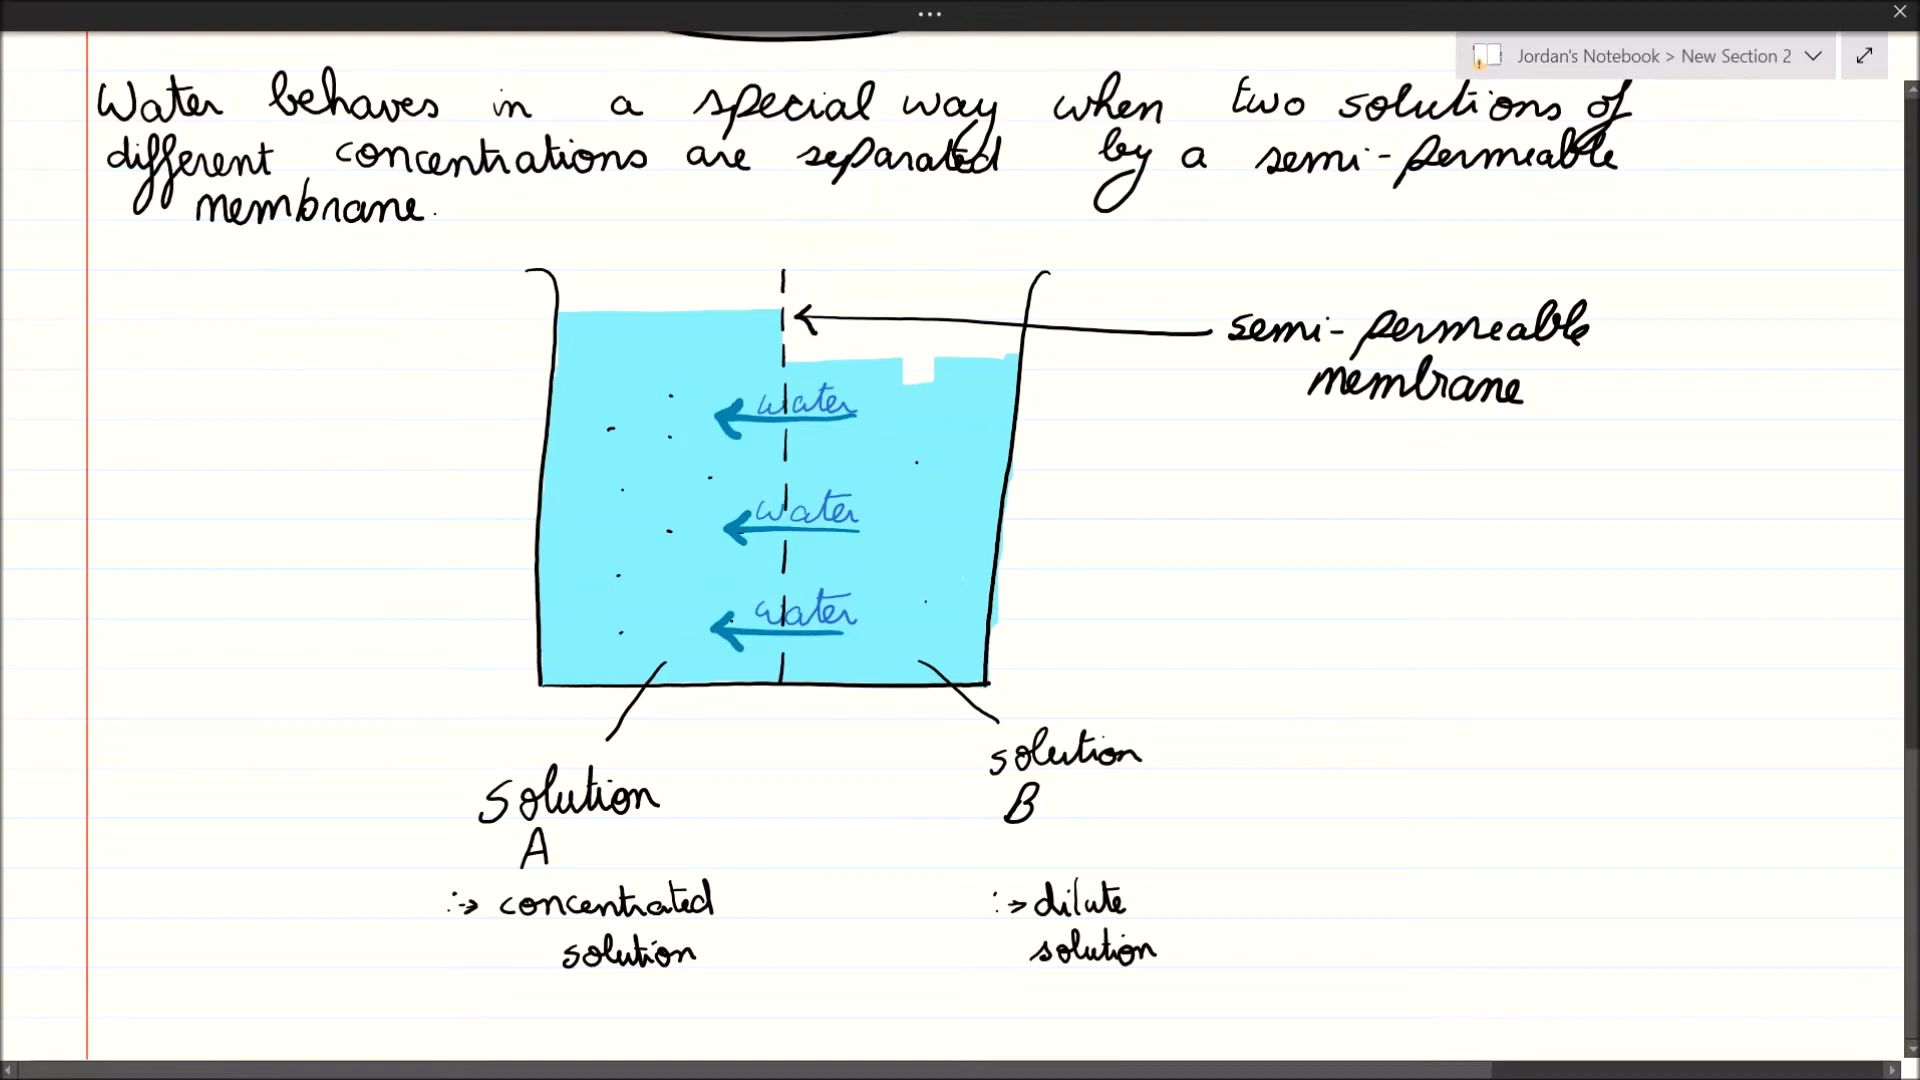 Jordan's Notebook > New Section 2
Water behaves in a special way when two solutions of
different concentrations are separated by a semi-permeable
membrane.
semi-permeable
membrane
water
water
water
solution
B
Solution
A
concentrated
solution
dilute
solution